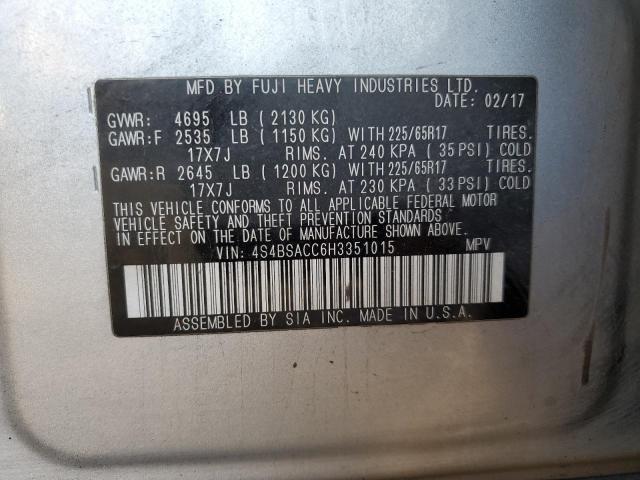 MFD BY FUJI HEAVY INDUSTRIES LTD.
DATE: 02/17
GVWR: 4695 LB ( 2130 KG)
GAWR:F 2535 LB ( 1150 KG) WITH 225/65R17 TIRES.
17X7J RIMS. AT 240 KPA ( 35 PSI) COLD
GAWR:R 2645 LB ( 1200 KG) WITH 225/65R17 TIRES.
17X7J RIMS. AT 230 KPA ( 33 PSI) COLD
THIS VEHICLE CONFORMS TO ALL APPLICABLE FEDERAL MOTOR
VEHICLE SAFETY AND THEFT PREVENTION STANDARDS
IN EFFECT ON THE DATE OF MANUFACTURE SHOWN ABOVE.
VIN: 4S4BSACC6H3351015 MPV
ASSEMBLED BY SIA INC. MADE IN U.S.A.